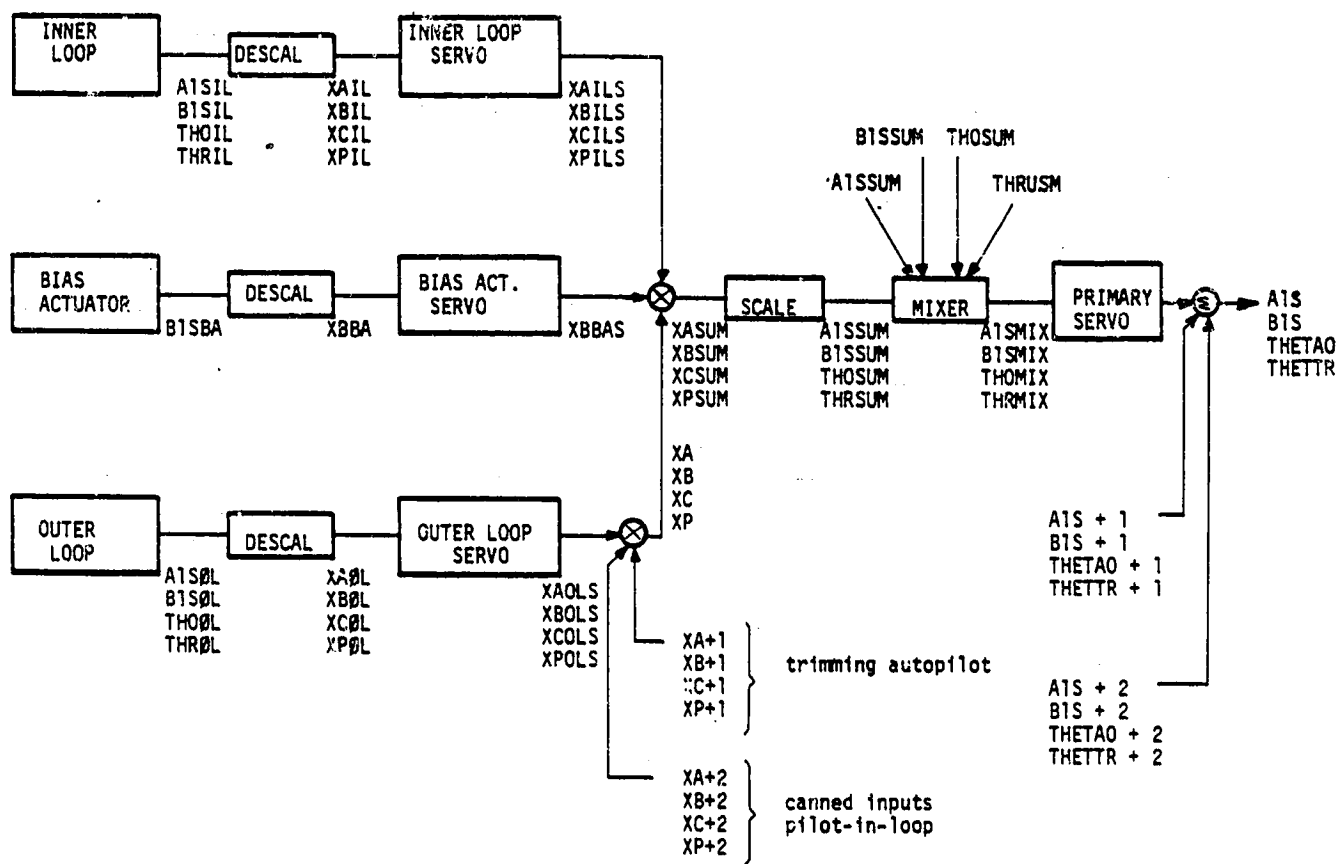 INNER
LOOP
DESCAL
INNER LOOP
SERVO
A1SIL
B1SIL
THOIL
THRIL
XAIL
XBIL
XCIL
XPIL
XAILS
XBILS
XCILS
XPILS
B1SSUM THOSUM
A1SSUM THRUSM
BIAS
ACTUATOR
DESCAL
BIAS ACT.
SERVO
B1SBA
XBBA
XBBAS
XASUM
XBSUM
XCSUM
XPSUM
SCALE
A1SSUM
B1SSUM
THOSUM
THRSUM
MIXER
A1SMIX
B1SMIX
THOMIX
THRMIX
PRIMARY
SERVO
Σ
A1S
B1S
THETAO
THETTR
XA
XB
XC
XP
OUTER
LOOP
DESCAL
OUTER LOOP
SERVO
A1SØL
B1SØL
THOØL
THRØL
XAØL
XBØL
XCØL
XPØL
XAOLS
XBOLS
XCOLS
XPOLS
XA+1
XB+1
XC+1
XP+1
trimming autopilot
XA+2
XB+2
XC+2
XP+2
canned inputs
pilot-in-loop
A1S + 1
B1S + 1
THETAO + 1
THETTR + 1
A1S + 2
B1S + 2
THETAO + 2
THETTR + 2